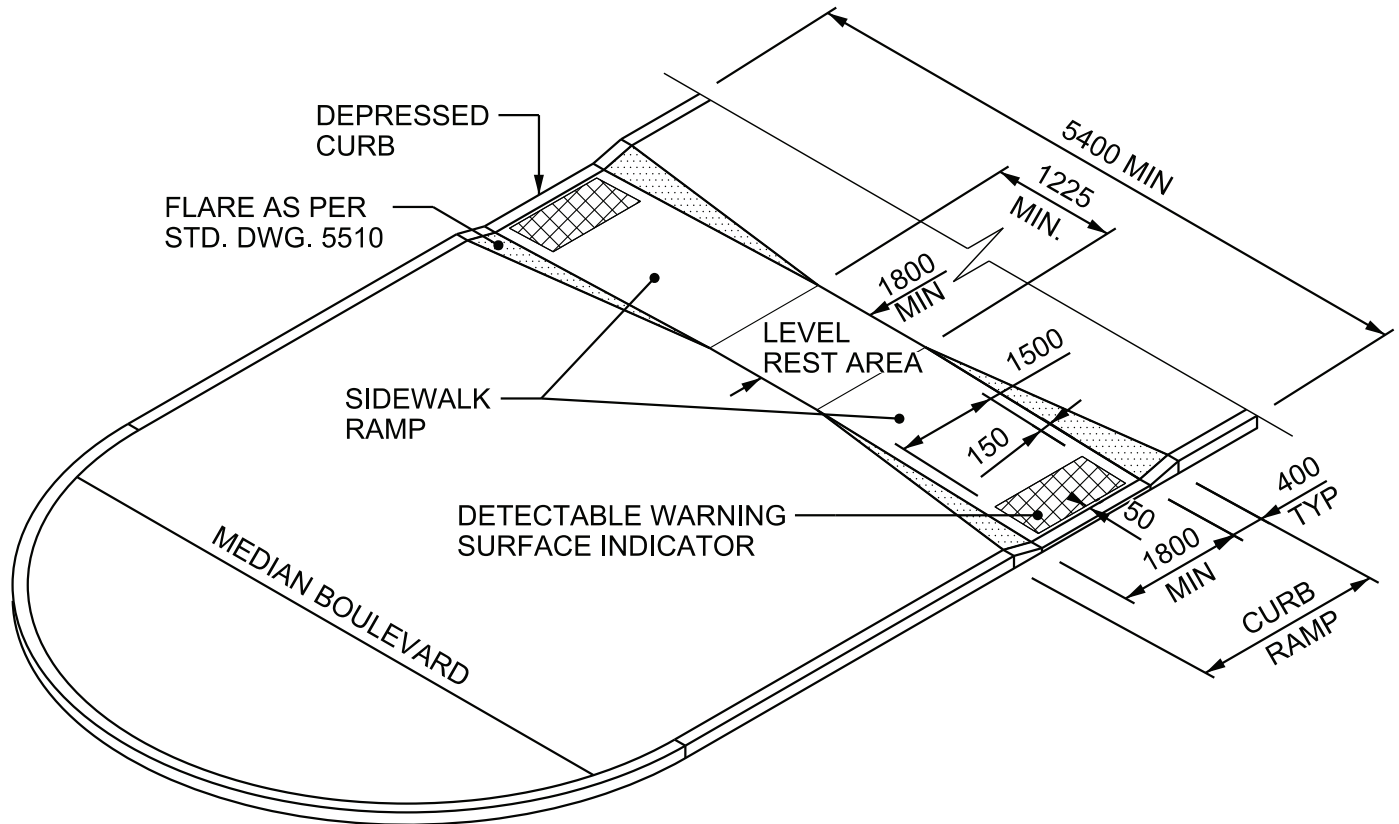 DEPRESSED
CURB
FLARE AS PER
STD. DWG. 5510
5400 MIN
1225
MIN.
1800
MIN
LEVEL
REST AREA
1500
150
SIDEWALK
RAMP
DETECTABLE WARNING
SURFACE INDICATOR
50
400
TYP
1800
MIN
CURB
RAMP
MEDIAN BOULEVARD